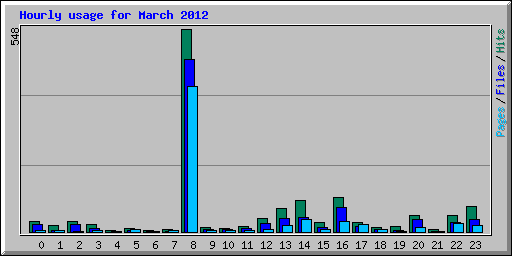 Hourly usage for March 2012
548
Pages / Files / Hits
0 1 2 3 4 5 6 7 8 9 10 11 12 13 14 15 16 17 18 19 20 21 22 23